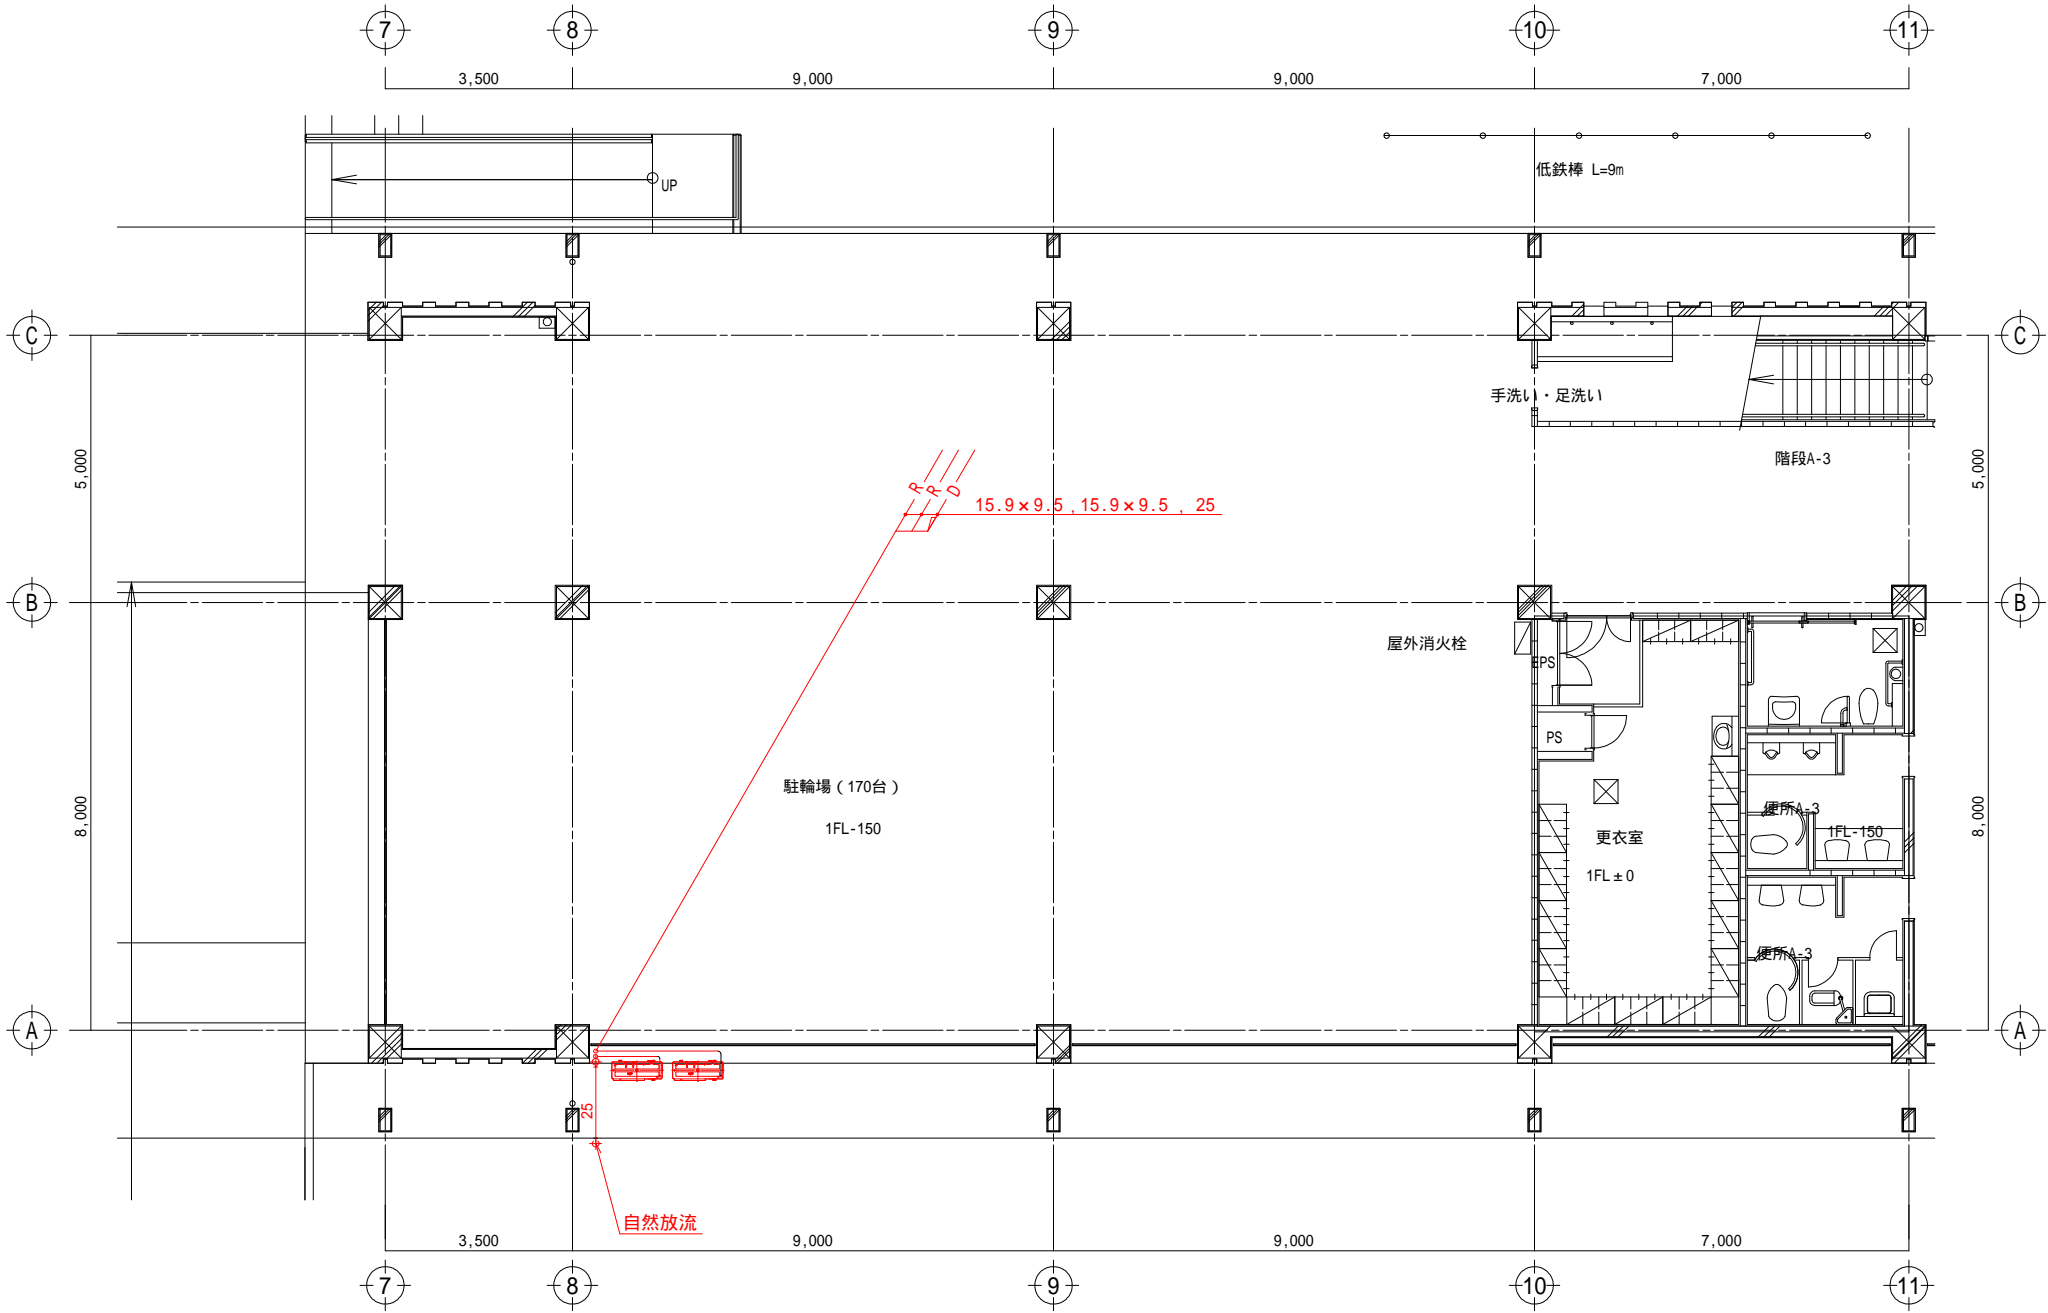 7 8 9 10 11
3,500 9,000 9,000 7,000
低鉄棒 L=9m
UP
C C
手洗い・足洗い
階段A-3
5,000 5,000
R R D
15.9×9.5 , 15.9×9.5 , 25
B B
屋外消火栓
EPS
PS
駐輪場(170台)
1FL-150
8,000 8,000
便所A-3
1FL-150
更衣室
1FL±0
便所A-3
A A
25
自然放流
3,500 9,000 9,000 7,000
7 8 9 10 11